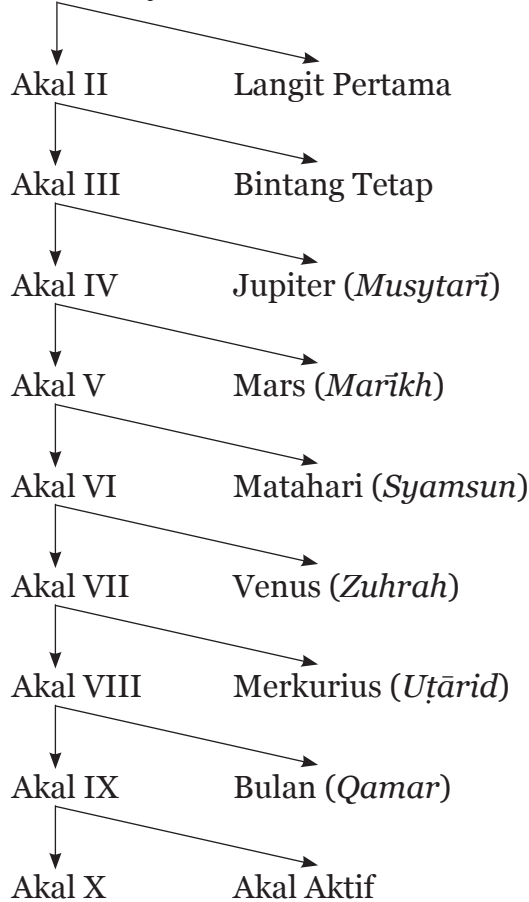 Akal II Langit Pertama
Akal III Bintang Tetap
Akal IV Jupiter (Musytarī)
Akal V Mars (Marīkh)
Akal VI Matahari (Syamsun)
Akal VII Venus (Zuhrah)
Akal VIII Merkurius (Uṭārid)
Akal IX Bulan (Qamar)
Akal X Akal Aktif